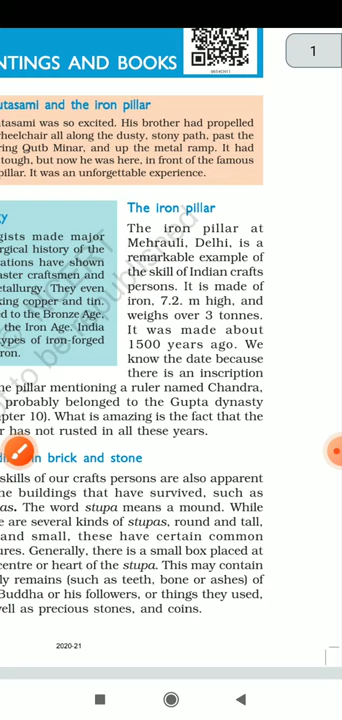 NTINGS AND BOOKS
1
utasami and the iron pillar
tasami was so excited. His brother had propelled
heelchair all along the dusty, stony path, past the
ring Qutb Minar, and up the metal ramp. It had
tough, but now he was here, in front of the famous
pillar. It was an unforgettable experience.
gy
gists made major
rgical history of the
ations have shown
aster craftsmen and
etallurgy. They even
king copper and tin.
ed to the Bronze Age,
the Iron Age. India
types of iron-forged
ron.
The iron pillar
The iron pillar at
Mehrauli, Delhi, is a
remarkable example of
the skill of Indian crafts
persons. It is made of
iron, 7.2. m high, and
weighs over 3 tonnes.
It was made about
1500 years ago. We
know the date because
there is an inscription
he pillar mentioning a ruler named Chandra,
probably belonged to the Gupta dynasty
apter 10). What is amazing is the fact that the
r has not rusted in all these years.
in brick and stone
skills of our crafts persons are also apparent
he buildings that have survived, such as
as. The word stupa means a mound. While
e are several kinds of stupas, round and tall,
and small, these have certain common
ures. Generally, there is a small box placed at
centre or heart of the stupa. This may contain
ly remains (such as teeth, bone or ashes) of
Buddha or his followers, or things they used,
vell as precious stones, and coins.
2020-21